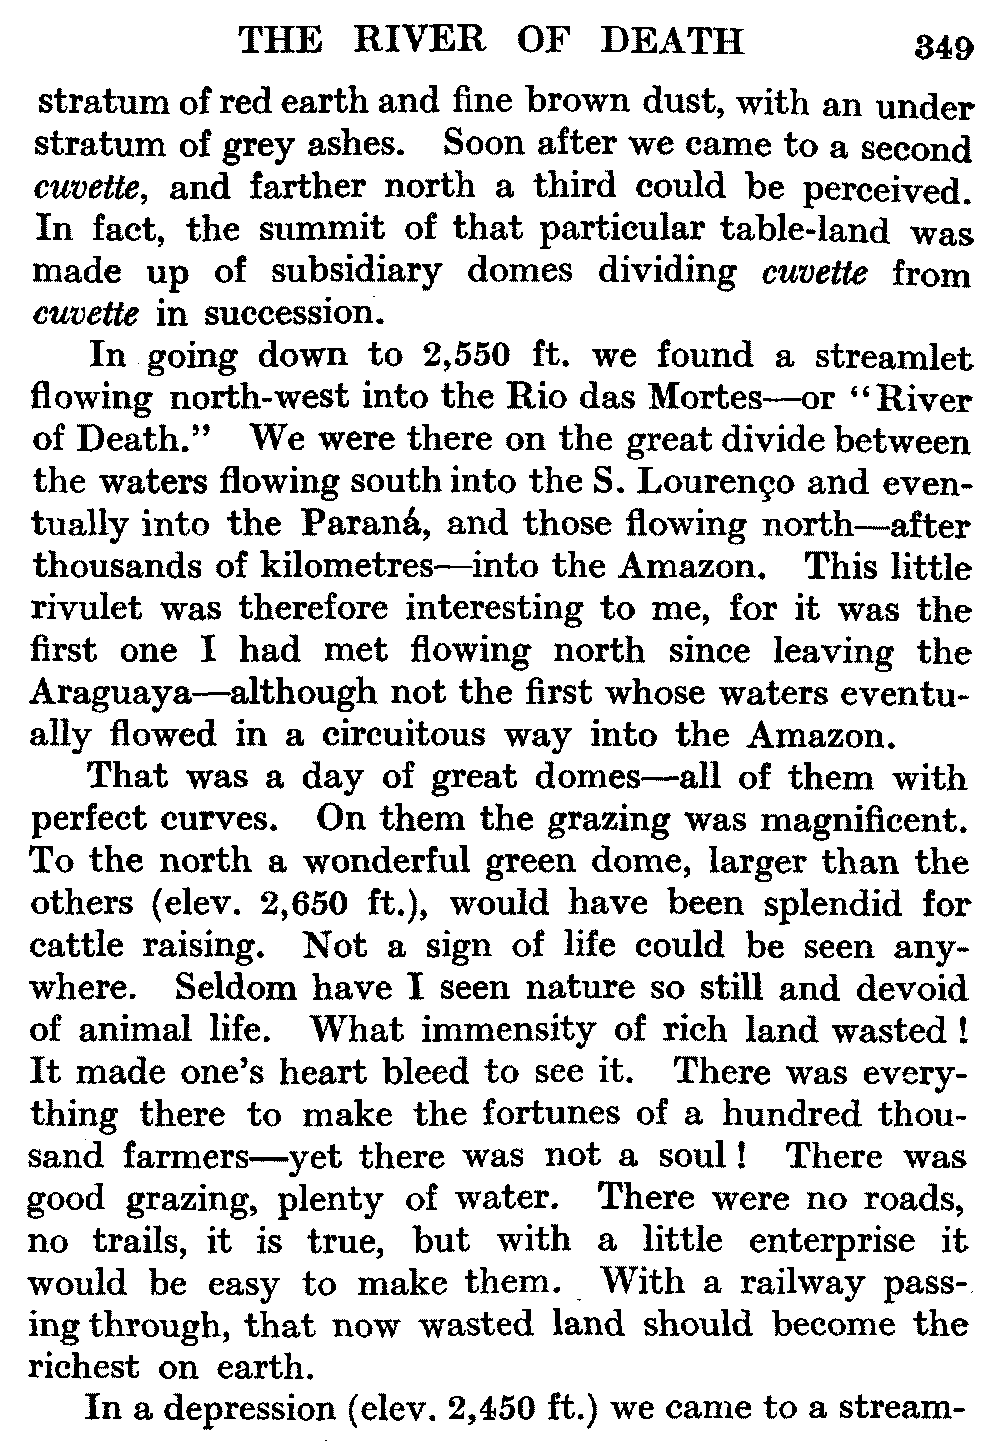 THE RIVER OF DEATH 349
stratum of red earth and fine brown dust, with an under
stratum of grey ashes. Soon after we came to a second
cuvette, and farther north a third could be perceived.
In fact, the summit of that particular table-land was
made up of subsidiary domes dividing cuvette from
cuvette in succession.
In going down to 2,550 ft. we found a streamlet
flowing north-west into the Rio das Mortes—or “River
of Death.” We were there on the great divide between
the waters flowing south into the S. Lourenço and even-
tually into the Paraná, and those flowing north—after
thousands of kilometres—into the Amazon. This little
rivulet was therefore interesting to me, for it was the
first one I had met flowing north since leaving the
Araguaya—although not the first whose waters eventu-
ally flowed in a circuitous way into the Amazon.
That was a day of great domes—all of them with
perfect curves. On them the grazing was magnificent.
To the north a wonderful green dome, larger than the
others (elev. 2,650 ft.), would have been splendid for
cattle raising. Not a sign of life could be seen any-
where. Seldom have I seen nature so still and devoid
of animal life. What immensity of rich land wasted !
It made one’s heart bleed to see it. There was every-
thing there to make the fortunes of a hundred thou-
sand farmers—yet there was not a soul ! There was
good grazing, plenty of water. There were no roads,
no trails, it is true, but with a little enterprise it
would be easy to make them. With a railway pass-
ing through, that now wasted land should become the
richest on earth.
In a depression (elev. 2,450 ft.) we came to a stream-